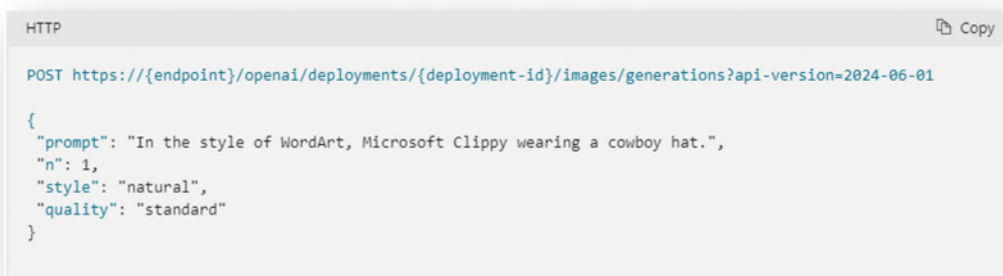 HTTP
Copy
POST https://{endpoint}/openai/deployments/{deployment-id}/images/generations?api-version=2024-06-01
{
"prompt": "In the style of WordArt, Microsoft Clippy wearing a cowboy hat.",
"n": 1,
"style": "natural",
"quality": "standard"
}